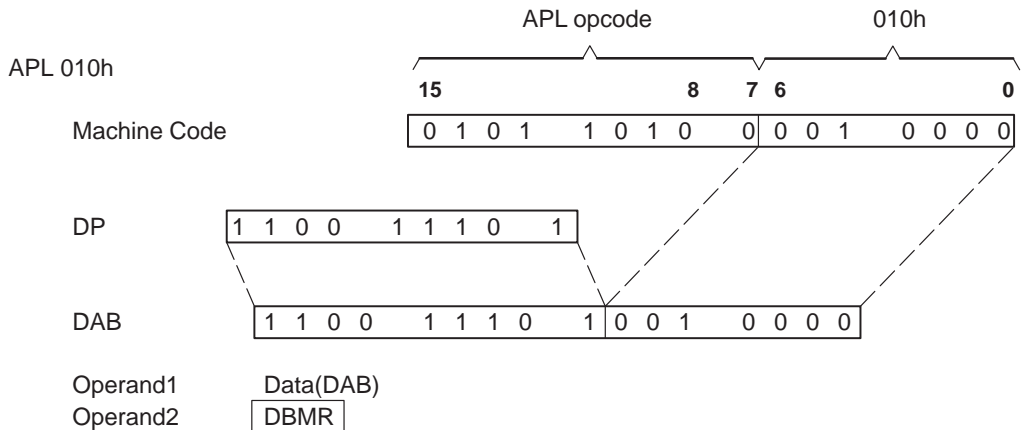 APL opcode 010h
APL 010h
15 8 7 6 0
Machine Code 0 1 0 1 1 0 1 0 0 0 0 1 0 0 0 0
DP 1 1 0 0 1 1 1 0 1
DAB 1 1 0 0 1 1 1 0 1 0 0 1 0 0 0 0
Operand1 Data(DAB)
Operand2 DBMR